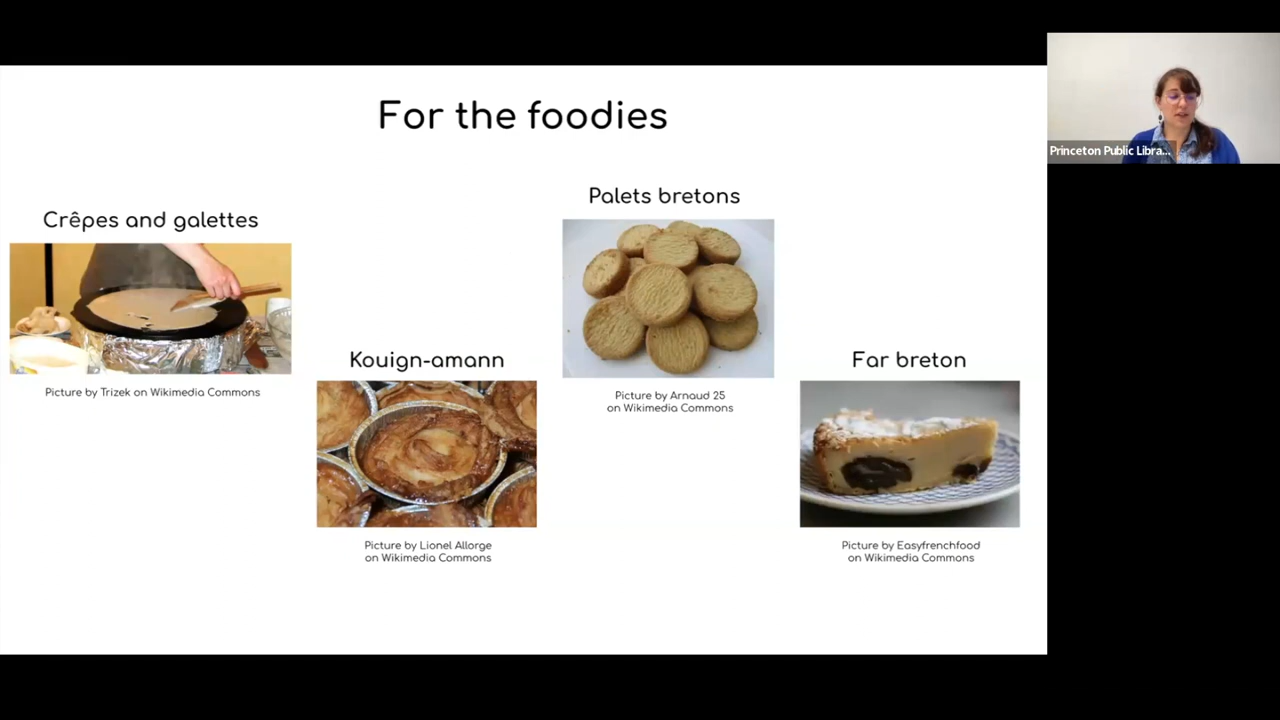 For the foodies
Crêpes and galettes
Picture by Trizek on Wikimedia Commons
Kouign-amann
Picture by Lionel Allorge
on Wikimedia Commons
Palets bretons
Picture by Arnaud 25
on Wikimedia Commons
Far breton
Picture by Easyfrenchfood
on Wikimedia Commons
Princeton Public Libra...